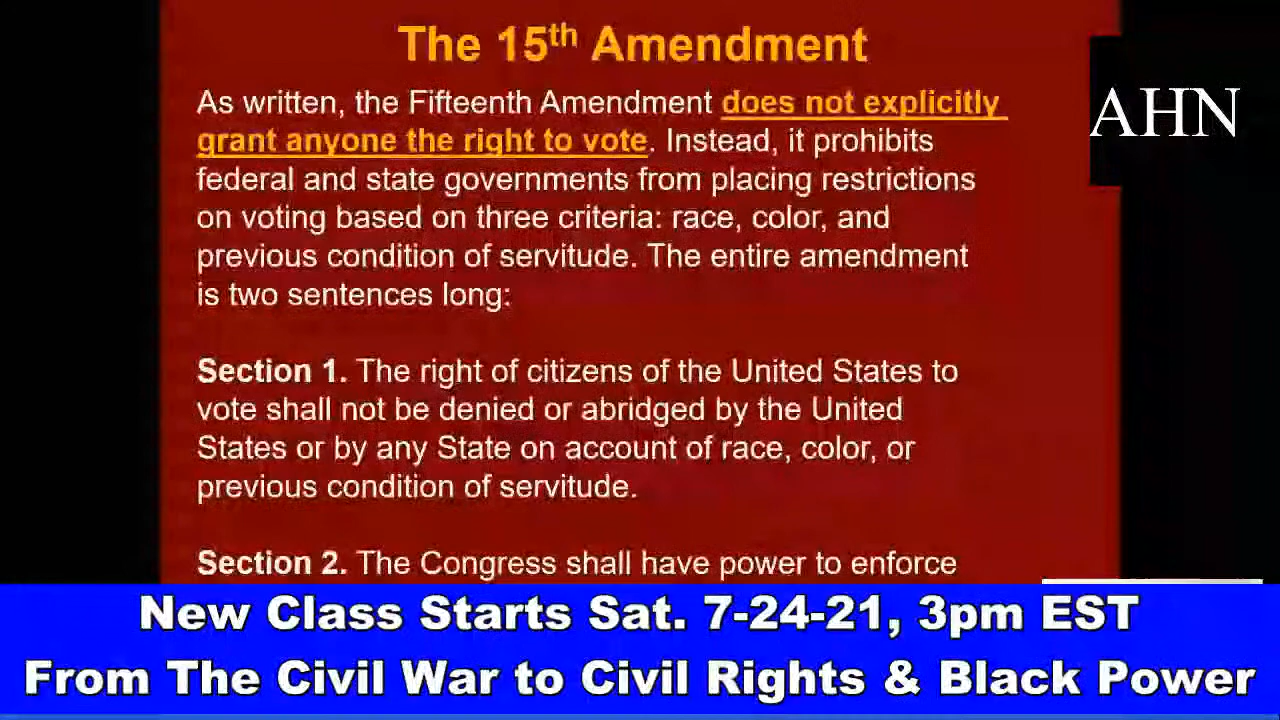 The 15th Amendment
As written, the Fifteenth Amendment does not explicitly
grant anyone the right to vote. Instead, it prohibits
federal and state governments from placing restrictions
on voting based on three criteria: race, color, and
previous condition of servitude. The entire amendment
is two sentences long:
Section 1. The right of citizens of the United States to
vote shall not be denied or abridged by the United
States or by any State on account of race, color, or
previous condition of servitude.
Section 2. The Congress shall have power to enforce
AHN
New Class Starts Sat. 7-24-21, 3pm EST
From The Civil War to Civil Rights & Black Power